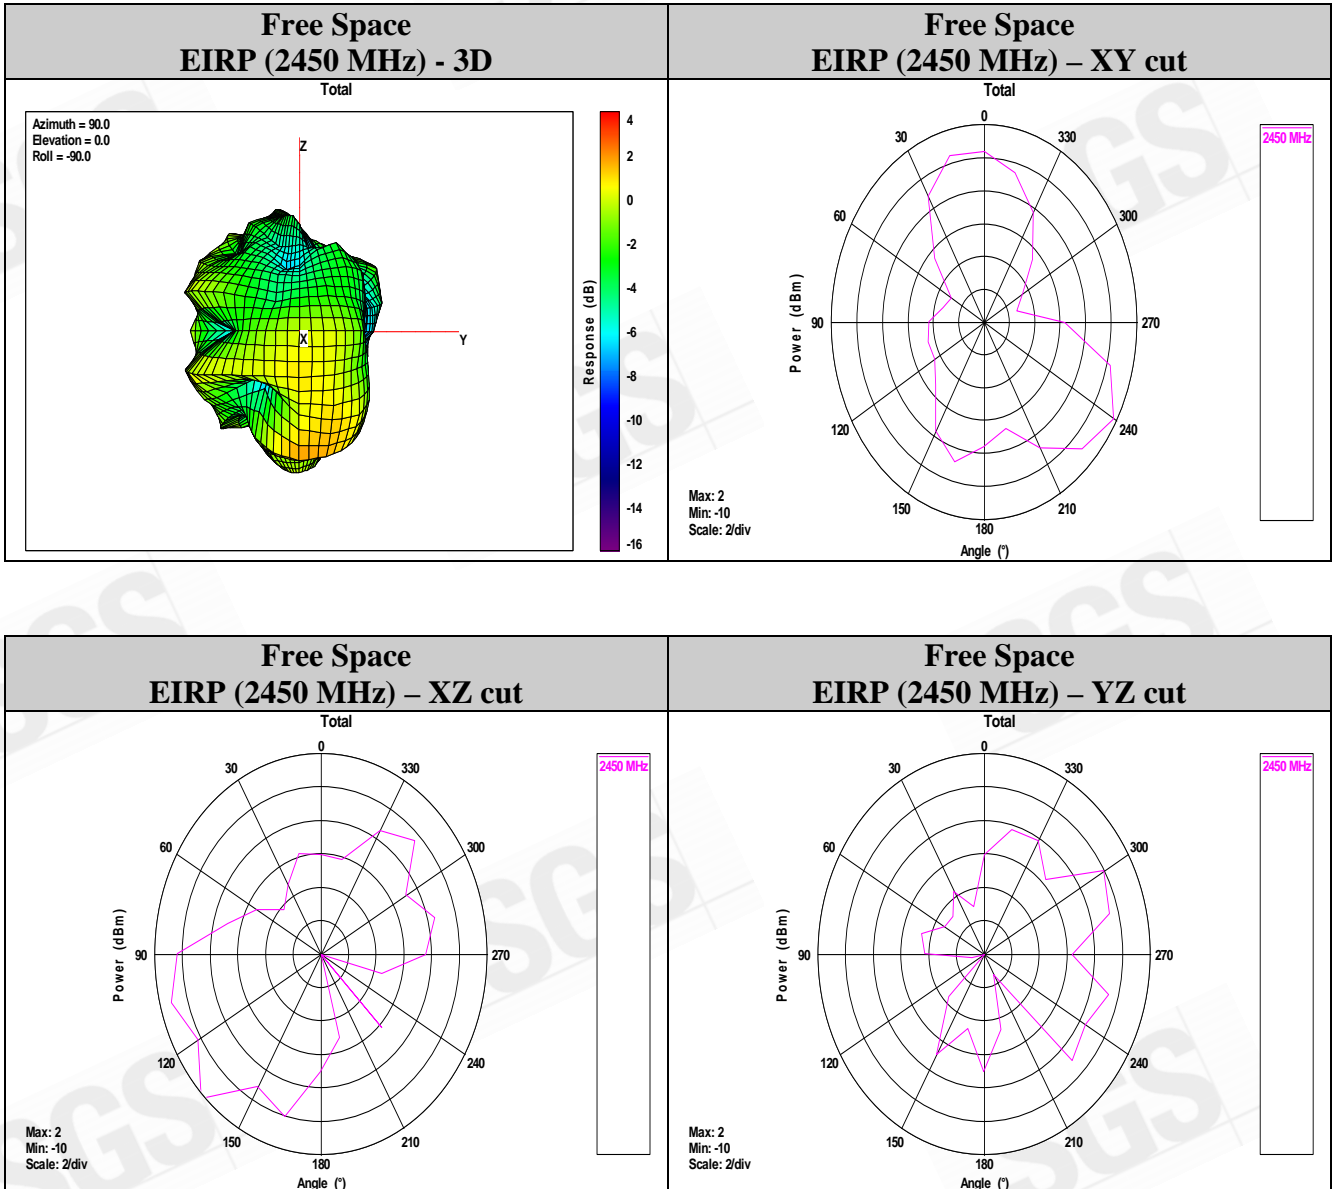 Free Space
EIRP (2450 MHz) - 3D
Total
Azimuth = 90.0
Elevation = 0.0
Roll = -90.0
Z
X
Y
Response (dB)
4
2
0
-2
-4
-6
-8
-10
-12
-14
-16
Free Space
EIRP (2450 MHz) – XY cut
Total
2450 MHz
0
30
330
60
300
Power (dBm)
90
270
120
240
150
210
180
Max: 2
Min: -10
Scale: 2/div
Angle (°)
Free Space
EIRP (2450 MHz) – XZ cut
Total
2450 MHz
0
30
330
60
300
Power (dBm)
90
270
120
240
150
210
180
Max: 2
Min: -10
Scale: 2/div
Angle (°)
Free Space
EIRP (2450 MHz) – YZ cut
Total
2450 MHz
0
30
330
60
300
Power (dBm)
90
270
120
240
150
210
180
Max: 2
Min: -10
Scale: 2/div
Angle (°)
SGS